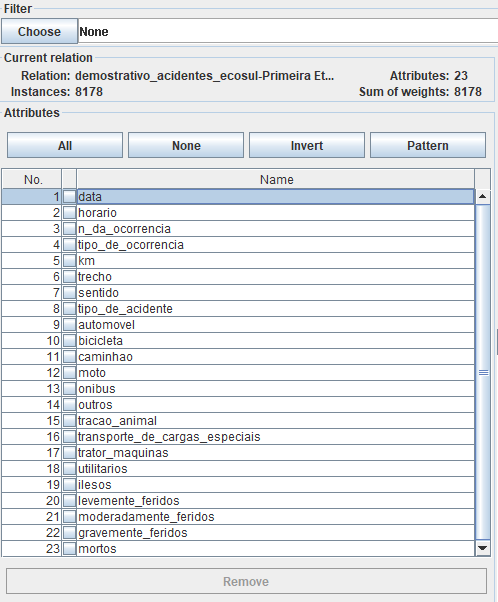 Filter
Choose None
Current relation
Relation: demostrativo_acidentes_ecosul-Primeira Et... Attributes: 23
Instances: 8178 Sum of weights: 8178
Attributes
All None Invert Pattern
No. Name
1 data
2 horario
3 n_da_ocorrencia
4 tipo_de_ocorrencia
5 km
6 trecho
7 sentido
8 tipo_de_acidente
9 automovel
10 bicicleta
11 caminhao
12 moto
13 onibus
14 outros
15 tracao_animal
16 transporte_de_cargas_especiais
17 trator_maquinas
18 utilitarios
19 ilesos
20 levemente_feridos
21 moderadamente_feridos
22 gravemente_feridos
23 mortos
Remove